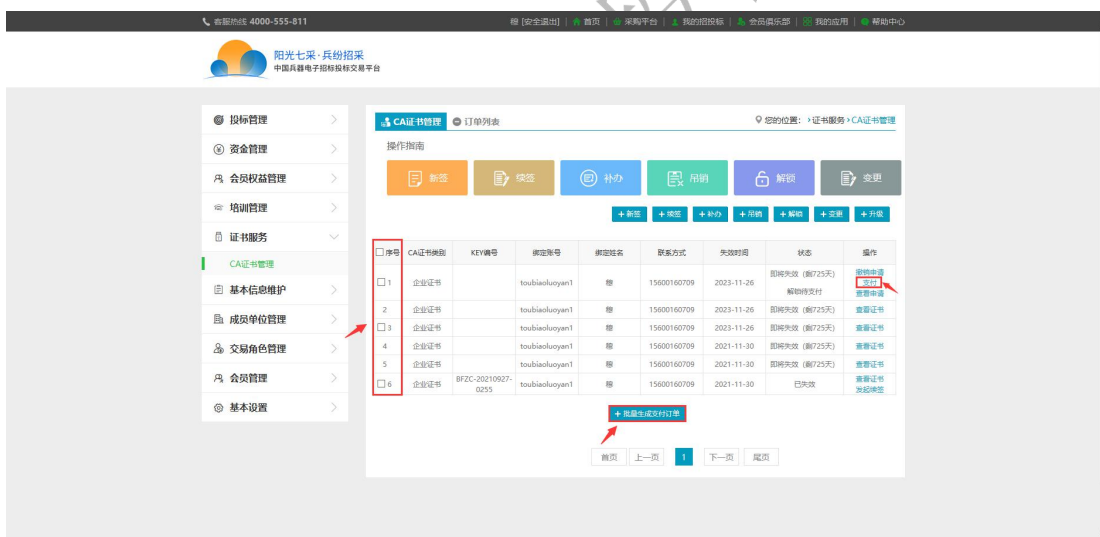 客服热线 4000-555-811
穆 [安全退出] | 首页 | 采购平台 | 我的招投标 | 会员俱乐部 | 我的应用 | 帮助中心
阳光七采·兵纷招采
中国兵器电子招标投标交易平台
投标管理
资金管理
会员权益管理
培训管理
证书服务
CA证书管理
基本信息维护
成员单位管理
交易角色管理
会员管理
基本设置
CA证书管理 订单列表 您的位置: ›证书服务›CA证书管理
操作指南
新签 续签 补办 吊销 解锁 变更
+新签 +续签 +补办 +吊销 +解锁 +变更 +升级
序号 CA证书类别 KEY编号 绑定账号 绑定姓名 联系方式 失效时间 状态 操作
1 企业证书 toubiaoluoyan1 穆 15600160709 2023-11-26 即将失效 (剩725天) 解锁待支付 撤销申请 支付 查看申请
2 企业证书 toubiaoluoyan1 穆 15600160709 2023-11-26 即将失效 (剩725天) 查看证书
3 企业证书 toubiaoluoyan1 穆 15600160709 2023-11-26 即将失效 (剩725天) 查看证书
4 企业证书 toubiaoluoyan1 穆 15600160709 2021-11-30 即将失效 (剩725天) 查看证书
5 企业证书 toubiaoluoyan1 穆 15600160709 2021-11-30 即将失效 (剩725天) 查看证书
6 企业证书 BFZC-20210927-0255 toubiaoluoyan1 穆 15600160709 2021-11-30 已失效 查看证书 发起续签
+批量生成支付订单
首页 上一页 1 下一页 尾页